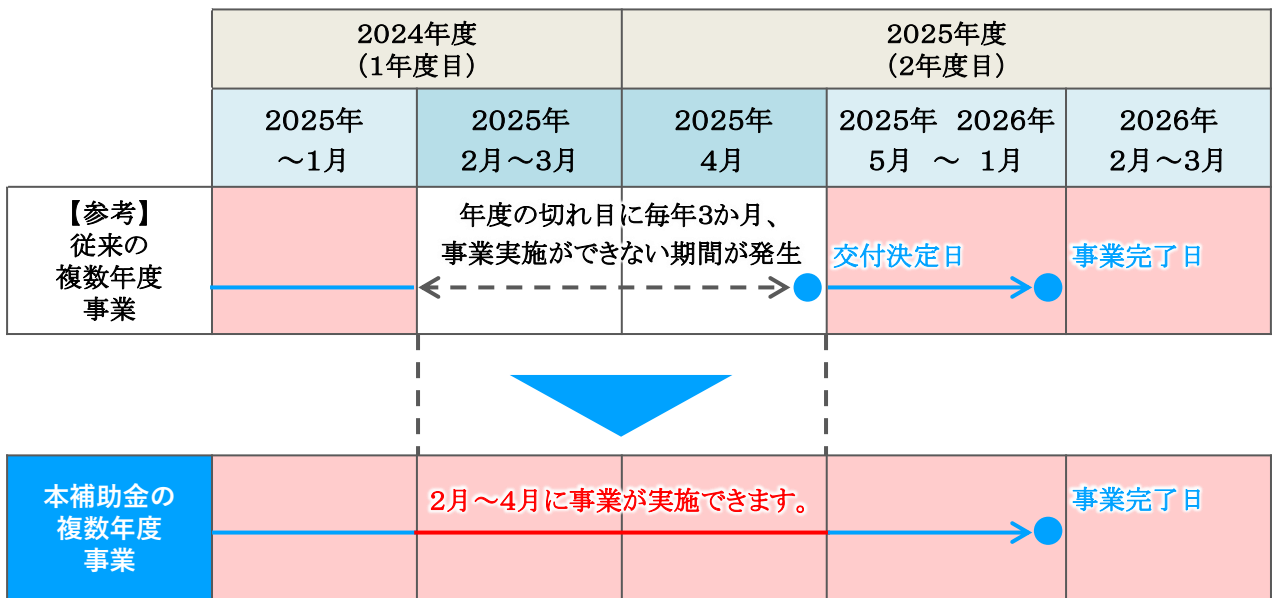 2024年度
（1年度目）
2025年度
（2年度目）
2025年
～1月
2025年
2月～3月
2025年
4月
2025年 2026年
5月 ～ 1月
2026年
2月～3月
【参考】
従来の
複数年度
事業
年度の切れ目に毎年3か月、
事業実施ができない期間が発生
交付決定日
事業完了日
本補助金の
複数年度
事業
2月～4月に事業が実施できます。
事業完了日